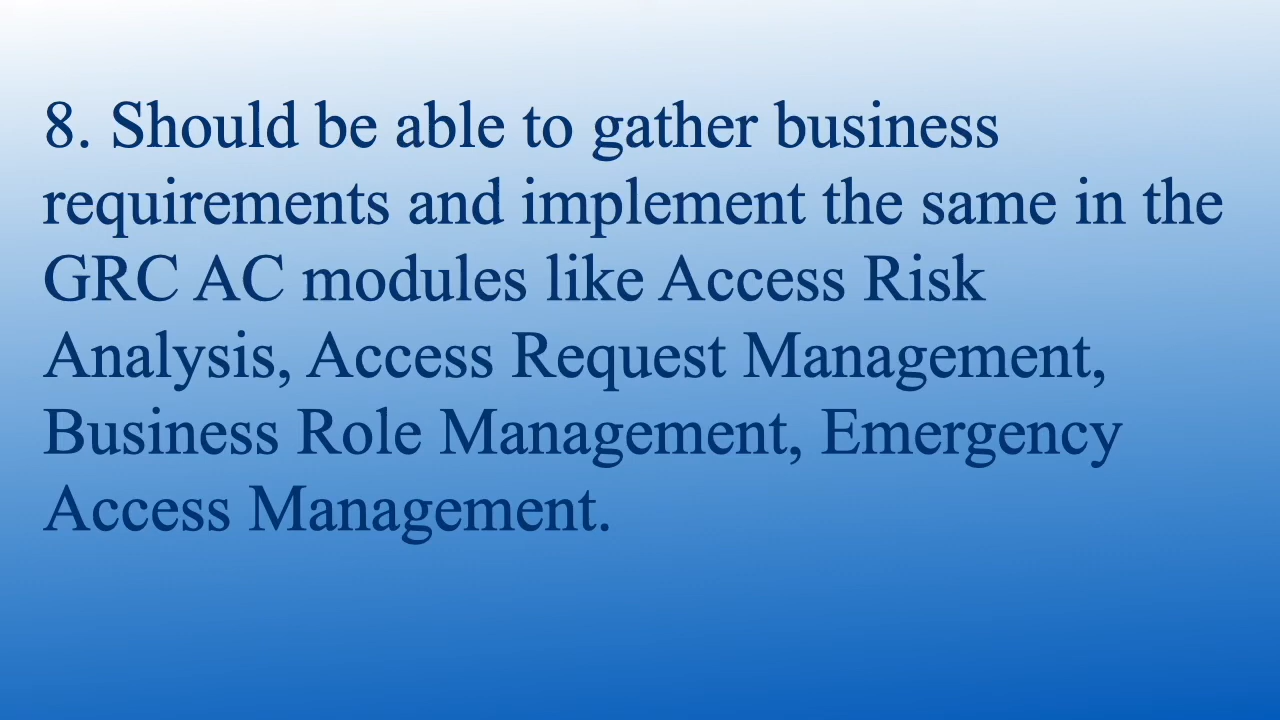 8. Should be able to gather business
requirements and implement the same in the
GRC AC modules like Access Risk
Analysis, Access Request Management,
Business Role Management, Emergency
Access Management.